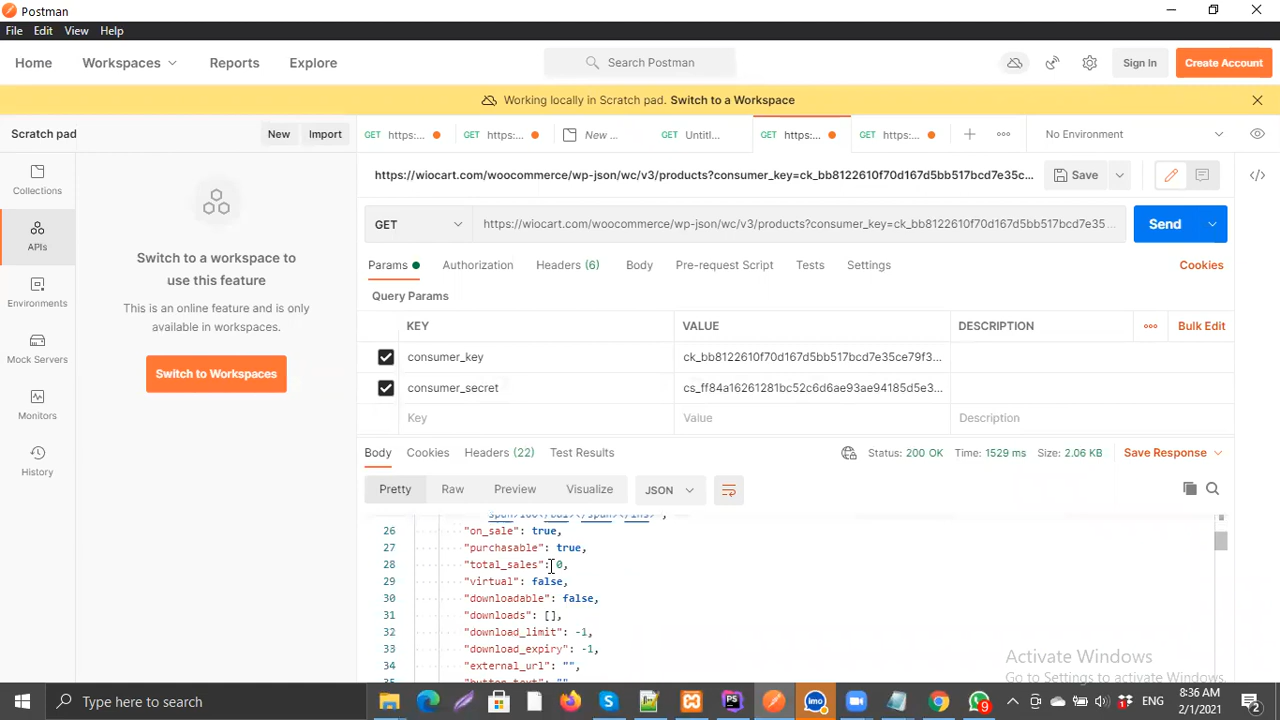 Postman
File Edit View Help
Home Workspaces Reports Explore Search Postman Sign In Create Account
Working locally in Scratch pad. Switch to a Workspace
Scratch pad New Import GET https:... GET https:... New ... GET Untitl... GET https:... GET https:... No Environment
Collections
APIs
Environments
Mock Servers
Monitors
History
Switch to a workspace to
use this feature
This is an online feature and is only
available in workspaces.
Switch to Workspaces
https://wiocart.com/woocommerce/wp-json/wc/v3/products?consumer_key=ck_bb8122610f70d167d5bb517bcd7e35c... Save
GET https://wiocart.com/woocommerce/wp-json/wc/v3/products?consumer_key=ck_bb8122610f70d167d5bb517bcd7e35... Send
Params Authorization Headers (6) Body Pre-request Script Tests Settings Cookies
Query Params
KEY VALUE DESCRIPTION Bulk Edit
consumer_key ck_bb8122610f70d167d5bb517bcd7e35ce79f3...
consumer_secret cs_ff84a16261281bc52c6d6ae93ae94185d5e3...
Key Value Description
Body Cookies Headers (22) Test Results Status: 200 OK Time: 1529 ms Size: 2.06 KB Save Response
Pretty Raw Preview Visualize JSON
26 "on_sale": true,
27 "purchasable": true,
28 "total_sales": 0,
29 "virtual": false,
30 "downloadable": false,
31 "downloads": [],
32 "download_limit": -1,
33 "download_expiry": -1,
34 "external_url": "",
Activate Windows
Go to Settings to activate Windows.
Type here to search ENG 8:36 AM
2/1/2021